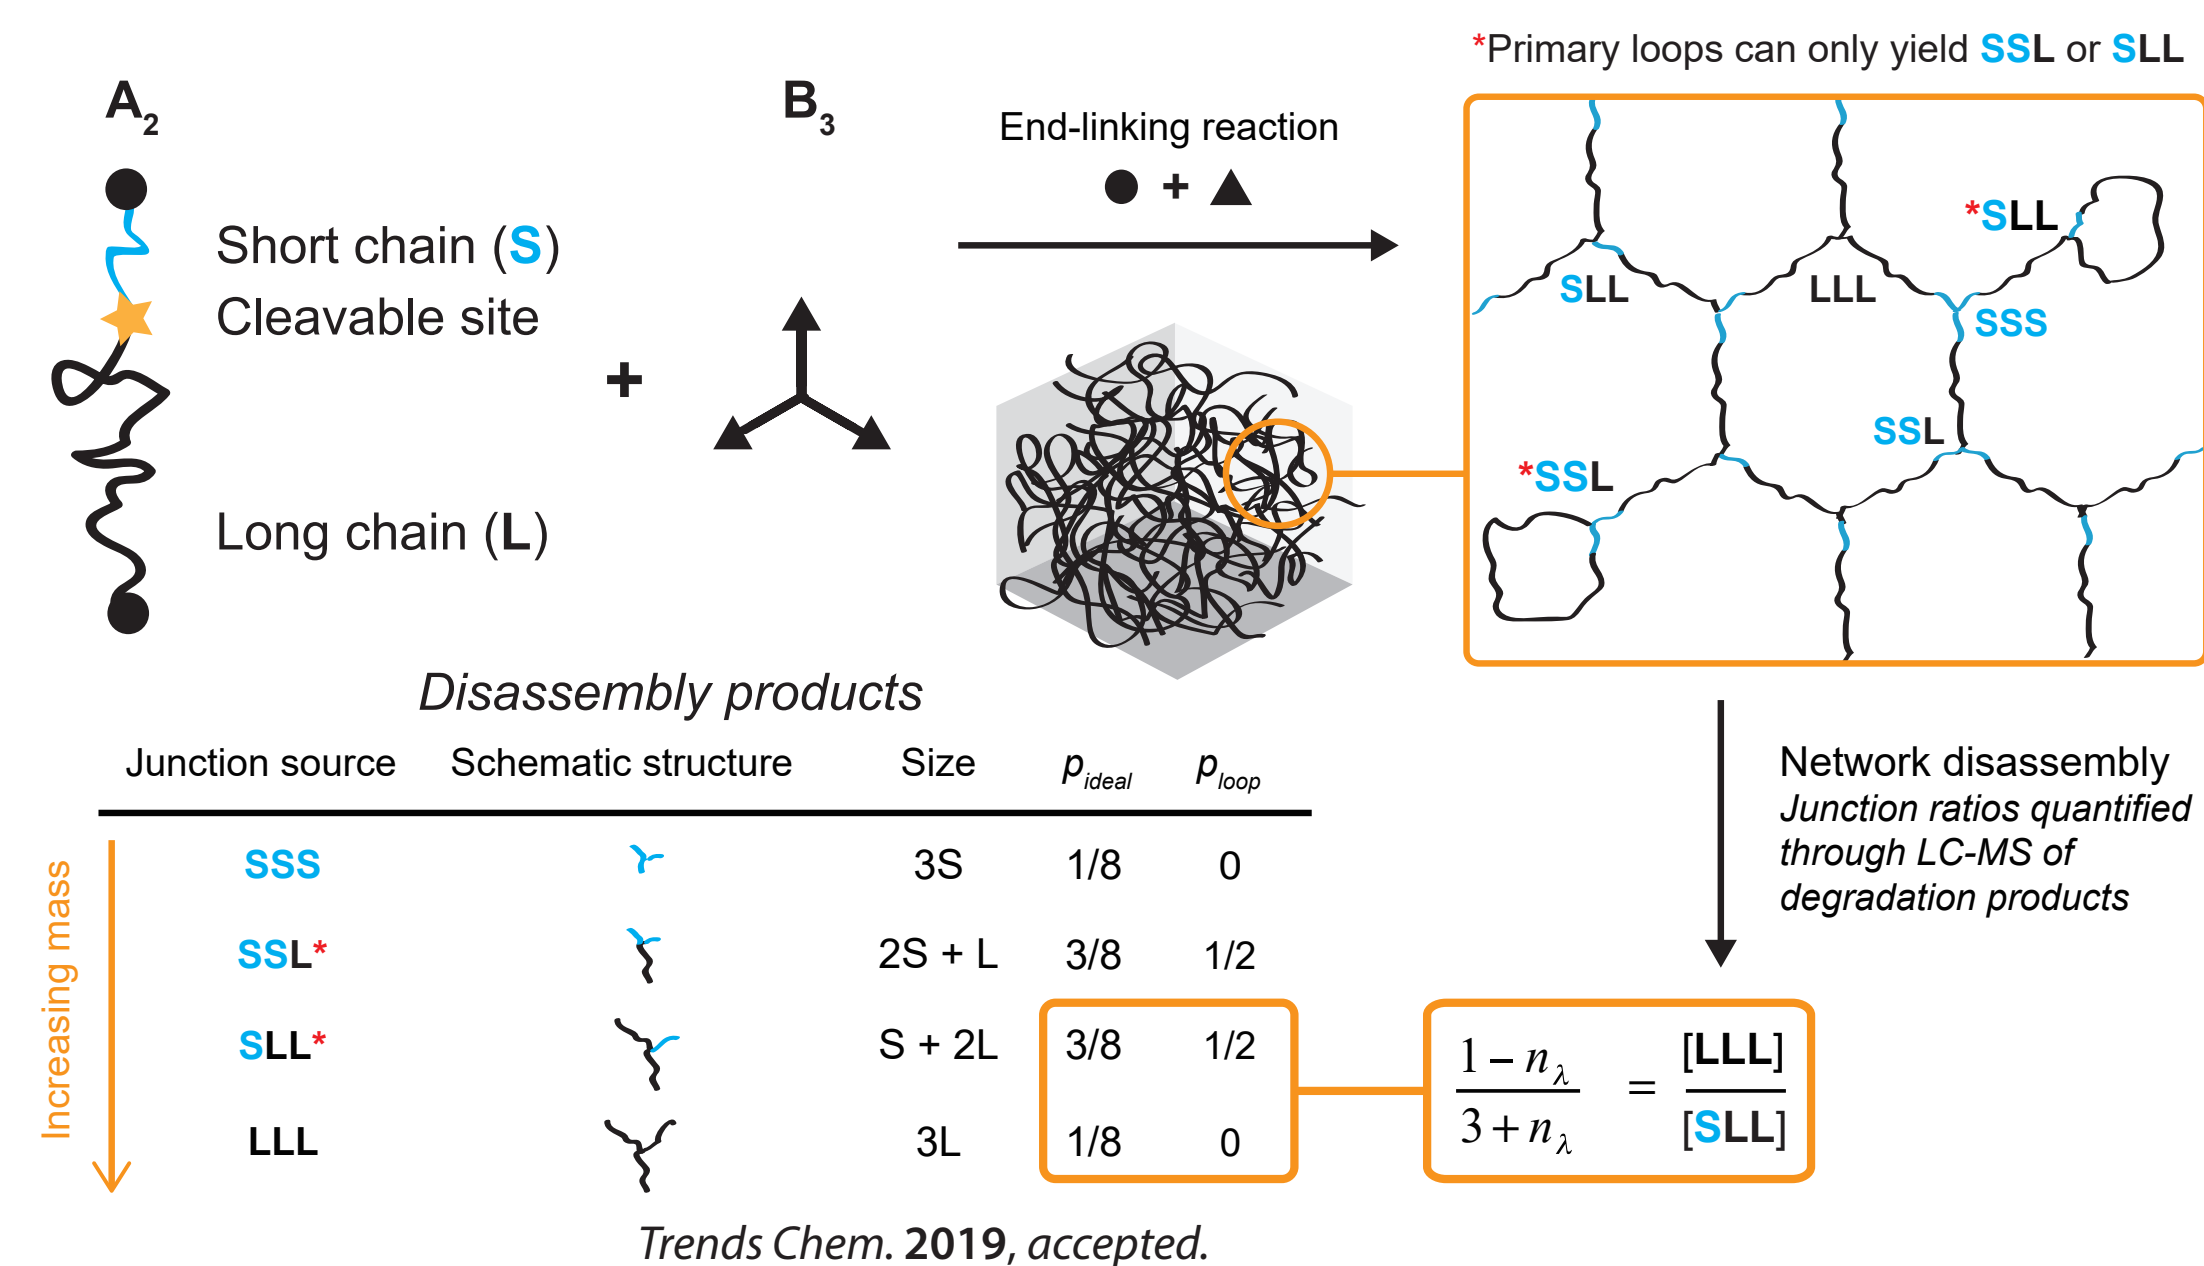 *Primary loops can only yield SSL or SLL
A2
B3
End-linking reaction
+
Short chain (S)
Cleavable site
+
Long chain (L)
*SLL
SLL
LLL
SSS
SSL
*SSL
Disassembly products
Junction source Schematic structure Size p_ideal p_loop
SSS 3S 1/8 0
SSL* 2S + L 3/8 1/2
SLL* S + 2L 3/8 1/2
LLL 3L 1/8 0
Increasing mass
Network disassembly
Junction ratios quantified
through LC-MS of
degradation products
1 – nλ
3 + nλ
=
[LLL]
[SLL]
Trends Chem. 2019, accepted.